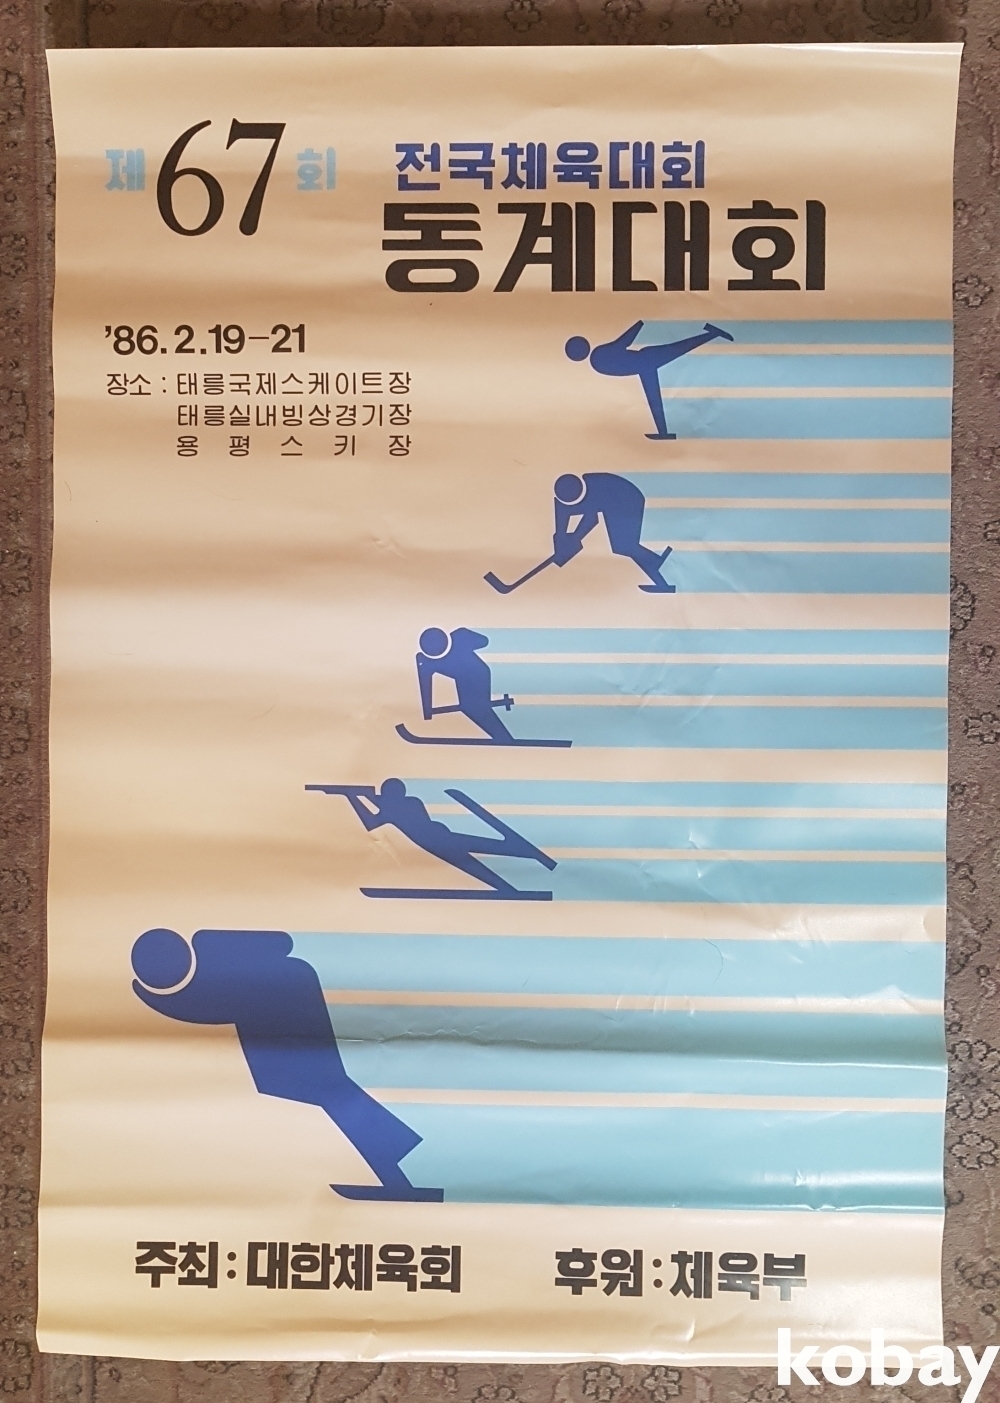 제67회 전국체육대회
동계대회
'86.2.19-21
장소 : 태릉국제스케이트장
태릉실내빙상경기장
용평스키장
주최:대한체육회 후원:체육부
kobay